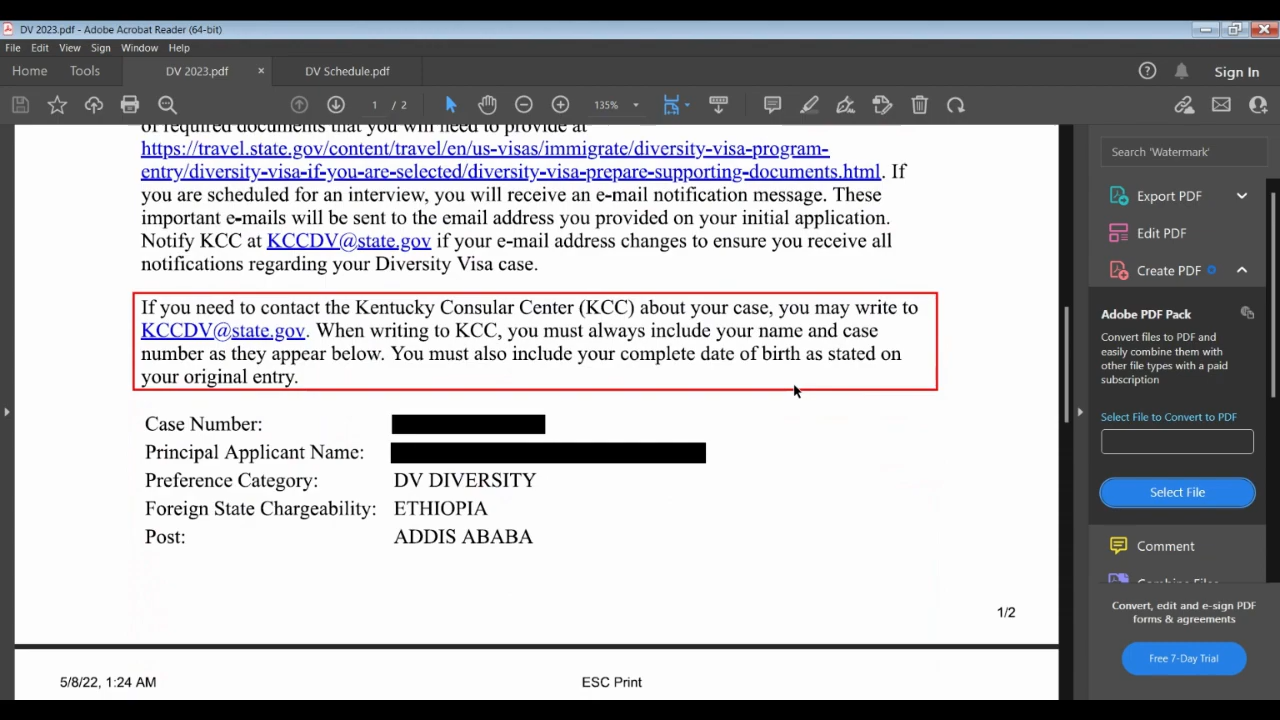 DV 2023.pdf - Adobe Acrobat Reader (64-bit)
File Edit View Sign Window Help
Home Tools DV 2023.pdf × DV Schedule.pdf Sign In
1 / 2 135%
of required documents that you will need to provide at
https://travel.state.gov/content/travel/en/us-visas/immigrate/diversity-visa-program-
entry/diversity-visa-if-you-are-selected/diversity-visa-prepare-supporting-documents.html. If
you are scheduled for an interview, you will receive an e-mail notification message. These
important e-mails will be sent to the email address you provided on your initial application.
Notify KCC at KCCDV@state.gov if your e-mail address changes to ensure you receive all
notifications regarding your Diversity Visa case.
If you need to contact the Kentucky Consular Center (KCC) about your case, you may write to
KCCDV@state.gov. When writing to KCC, you must always include your name and case
number as they appear below. You must also include your complete date of birth as stated on
your original entry.
Case Number:
Principal Applicant Name:
Preference Category: DV DIVERSITY
Foreign State Chargeability: ETHIOPIA
Post: ADDIS ABABA
1/2
5/8/22, 1:24 AM ESC Print
Search 'Watermark'
Export PDF
Edit PDF
Create PDF
Adobe PDF Pack
Convert files to PDF and
easily combine them with
other file types with a paid
subscription
Select File to Convert to PDF
Select File
Comment
Combine Files
Convert, edit and e-sign PDF
forms & agreements
Free 7-Day Trial